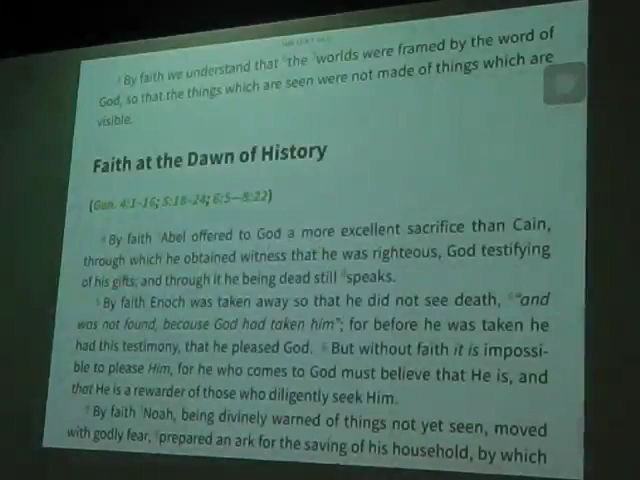 By faith we understand that the worlds were framed by the word of
God, so that the things which are seen were not made of things which are
visible.
Faith at the Dawn of History
(Gen. 4:1–16; 5:18–24; 6:5—8:22)
By faith Abel offered to God a more excellent sacrifice than Cain,
through which he obtained witness that he was righteous, God testifying
of his gifts; and through it he being dead still speaks.
By faith Enoch was taken away so that he did not see death, "and
was not found, because God had taken him"; for before he was taken he
had this testimony, that he pleased God. But without faith it is impossi-
ble to please Him, for he who comes to God must believe that He is, and
that He is a rewarder of those who diligently seek Him.
By faith Noah, being divinely warned of things not yet seen, moved
with godly fear, prepared an ark for the saving of his household, by which